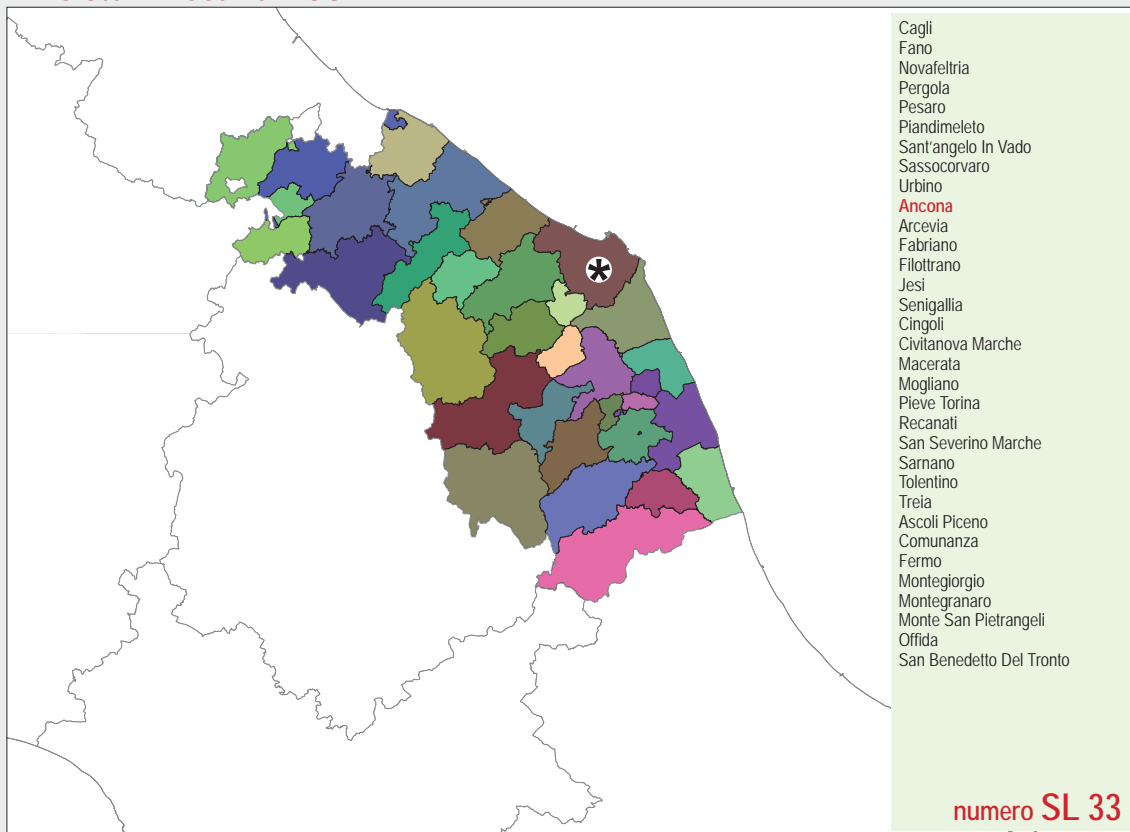 Cagli
Fano
Novafeltria
Pergola
Pesaro
Piandimeleto
Sant'angelo In Vado
Sassocorvaro
Urbino
Ancona
Arcevia
Fabriano
Filottrano
Jesi
Senigallia
Cingoli
Civitanova Marche
Macerata
Mogliano
Pieve Torina
Recanati
San Severino Marche
Sarnano
Tolentino
Treia
Ascoli Piceno
Comunanza
Fermo
Montegiorgio
Montegranaro
Monte San Pietrangeli
Offida
San Benedetto Del Tronto
numero SL 33